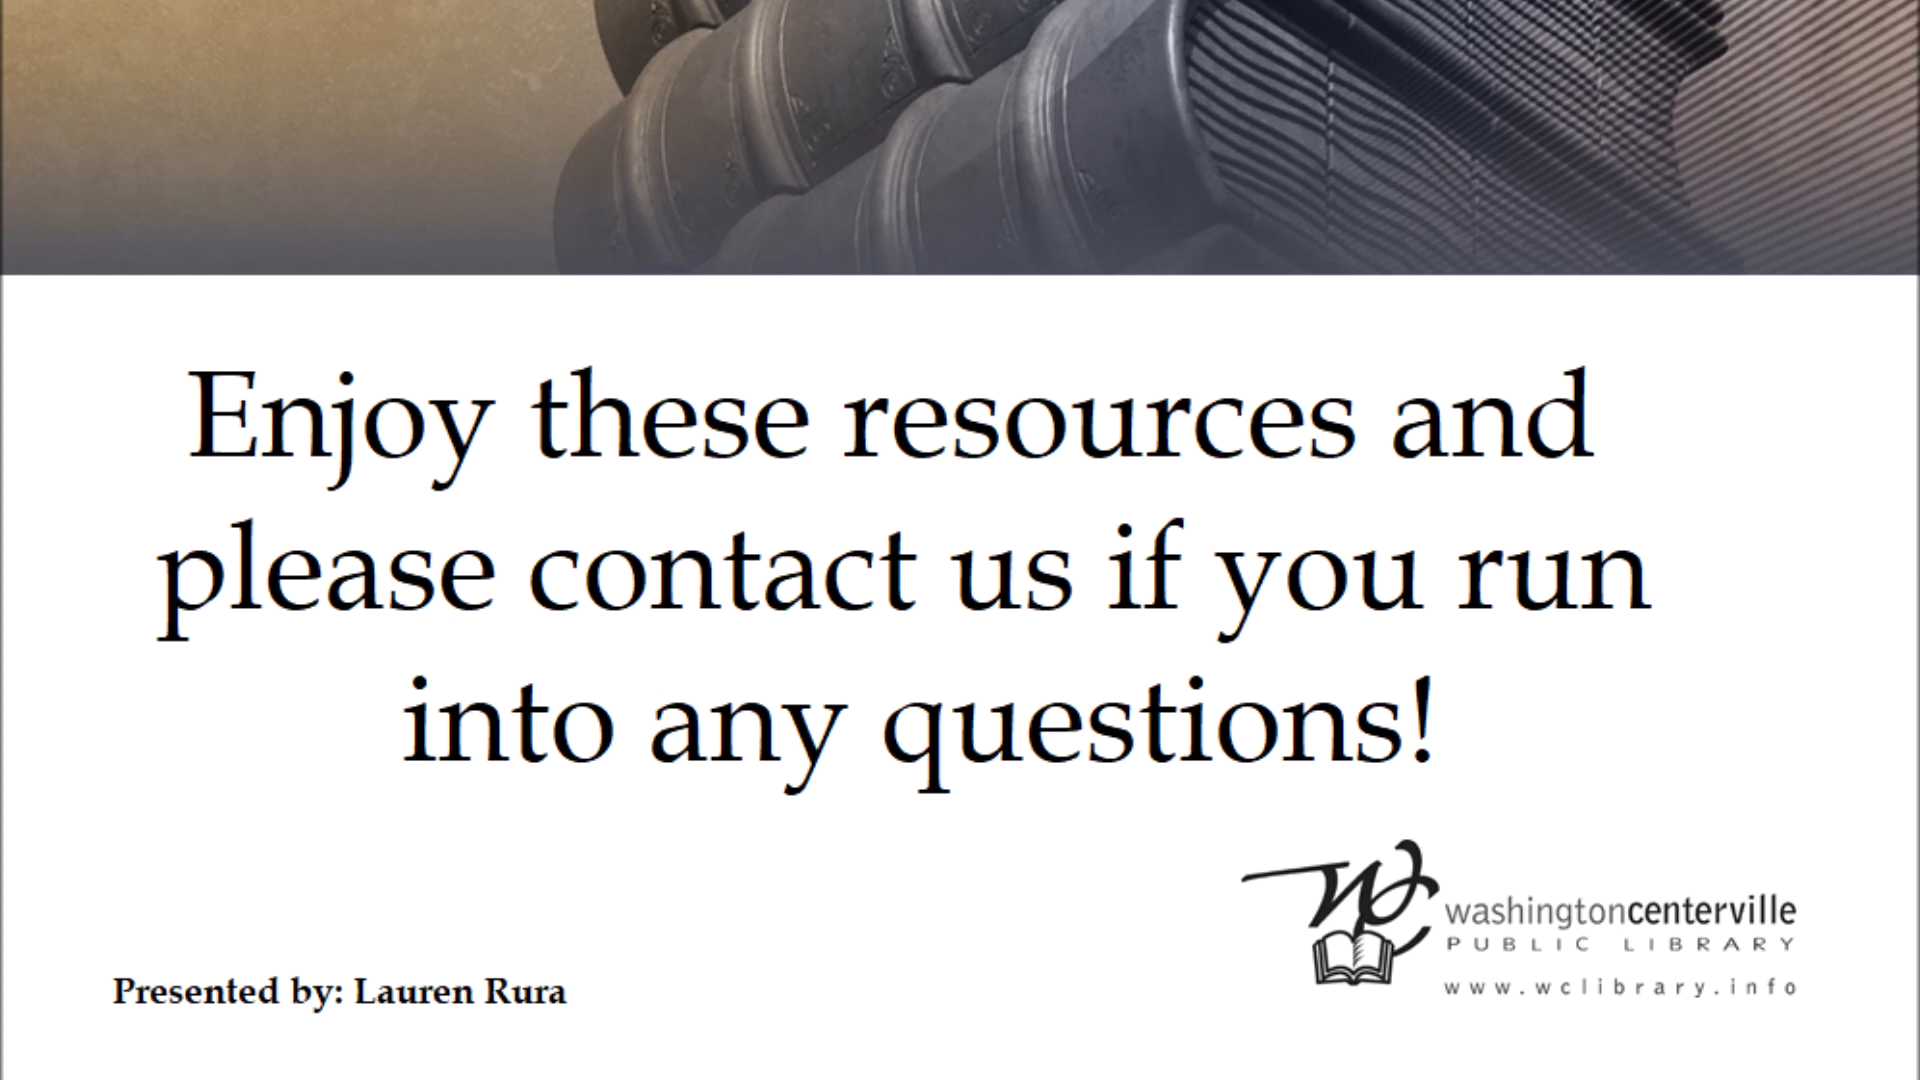 Enjoy these resources and
please contact us if you run
into any questions!
washingtoncenterville
PUBLIC LIBRARY
www.wclibrary.info
Presented by: Lauren Rura